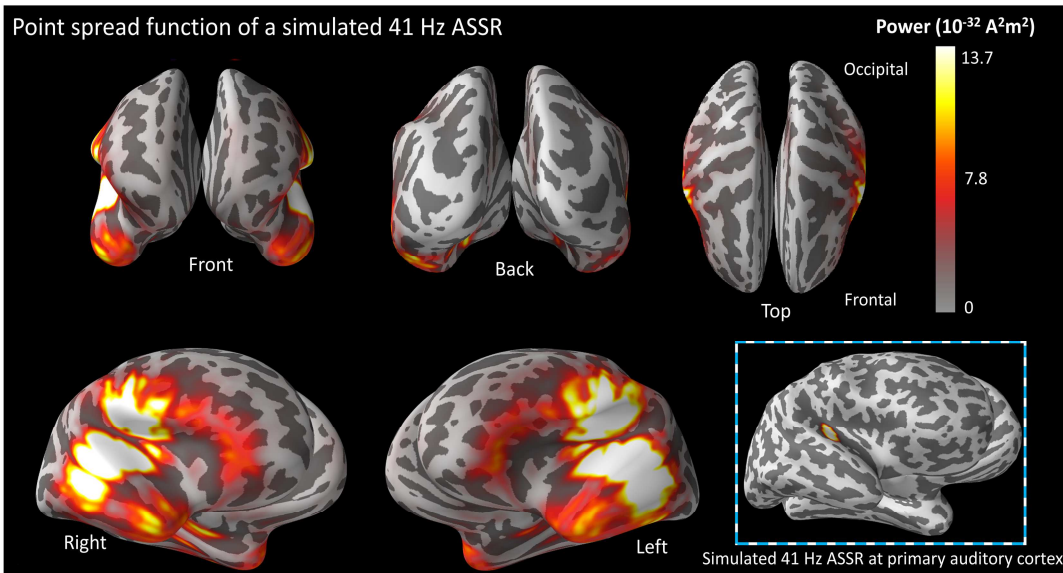 Point spread function of a simulated 41 Hz ASSR
Power (10⁻³² A²m²)
13.7
7.8
0
Occipital
Frontal
Front
Back
Top
Right
Left
Simulated 41 Hz ASSR at primary auditory cortex